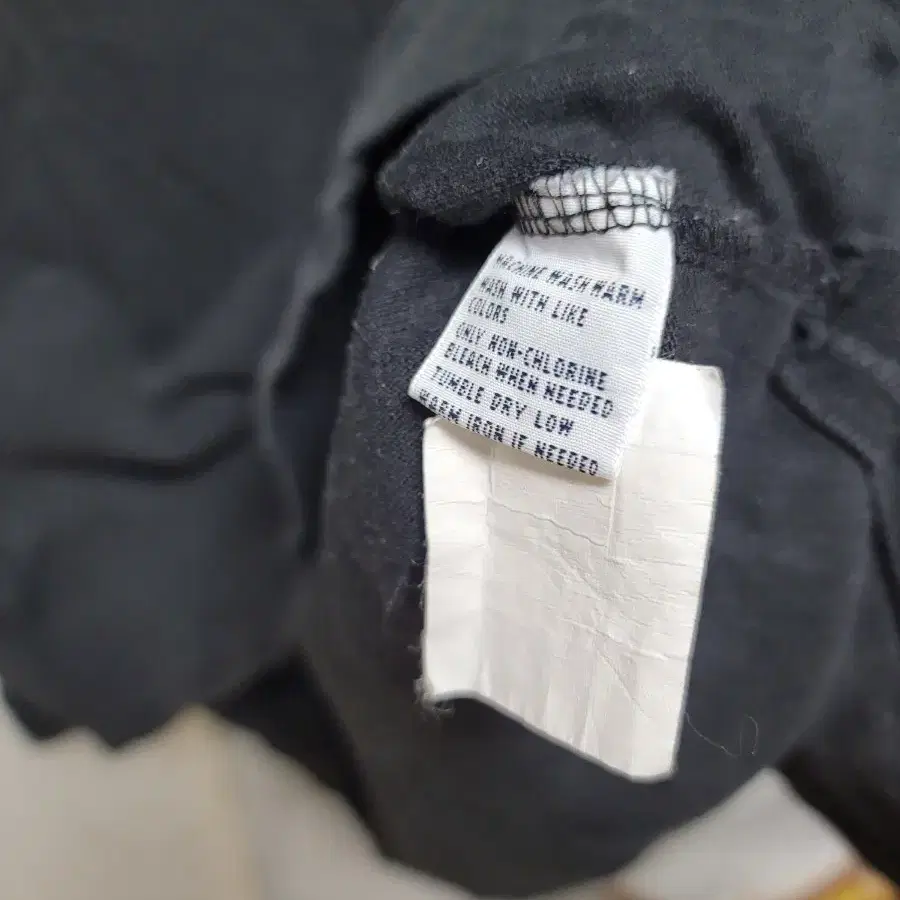 MACHINE WASH WARM
WASH WITH LIKE
COLORS
ONLY NON-CHLORINE
BLEACH WHEN NEEDED
TUMBLE DRY LOW
WARM IRON IF NEEDED